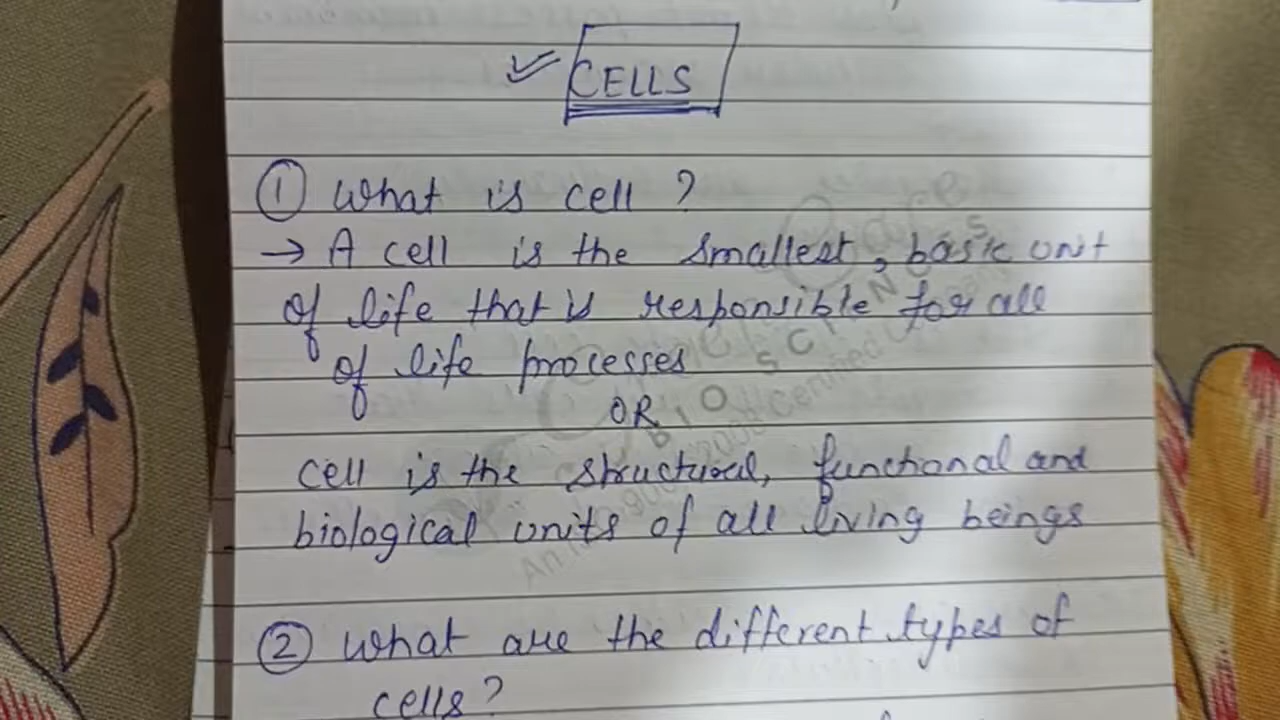 CELLS
① What is cell ?
→ A cell is the smallest, basic unit
of life that is responsible for all
of life processes
OR
cell is the structural, functional and
biological units of all living beings
② What are the different types of
cells?